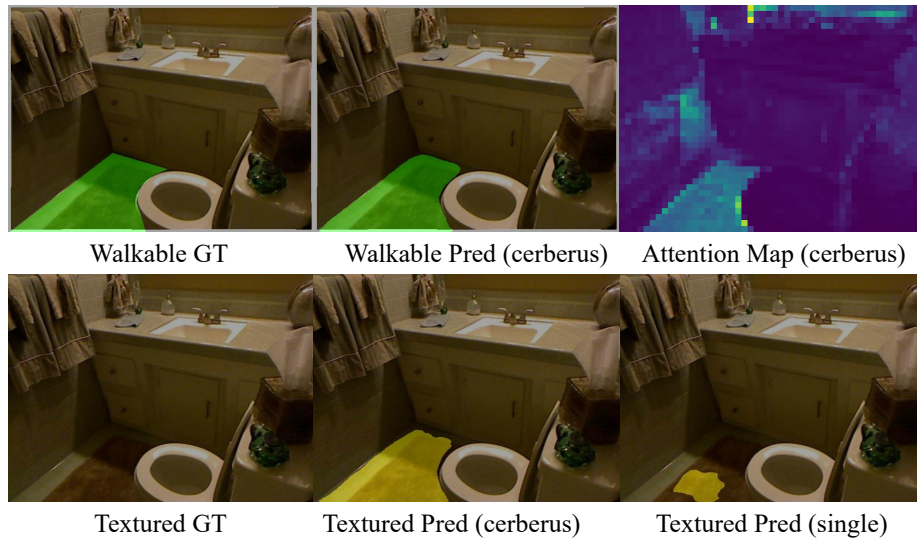 Walkable GT
Walkable Pred (cerberus)
Attention Map (cerberus)
Textured GT
Textured Pred (cerberus)
Textured Pred (single)